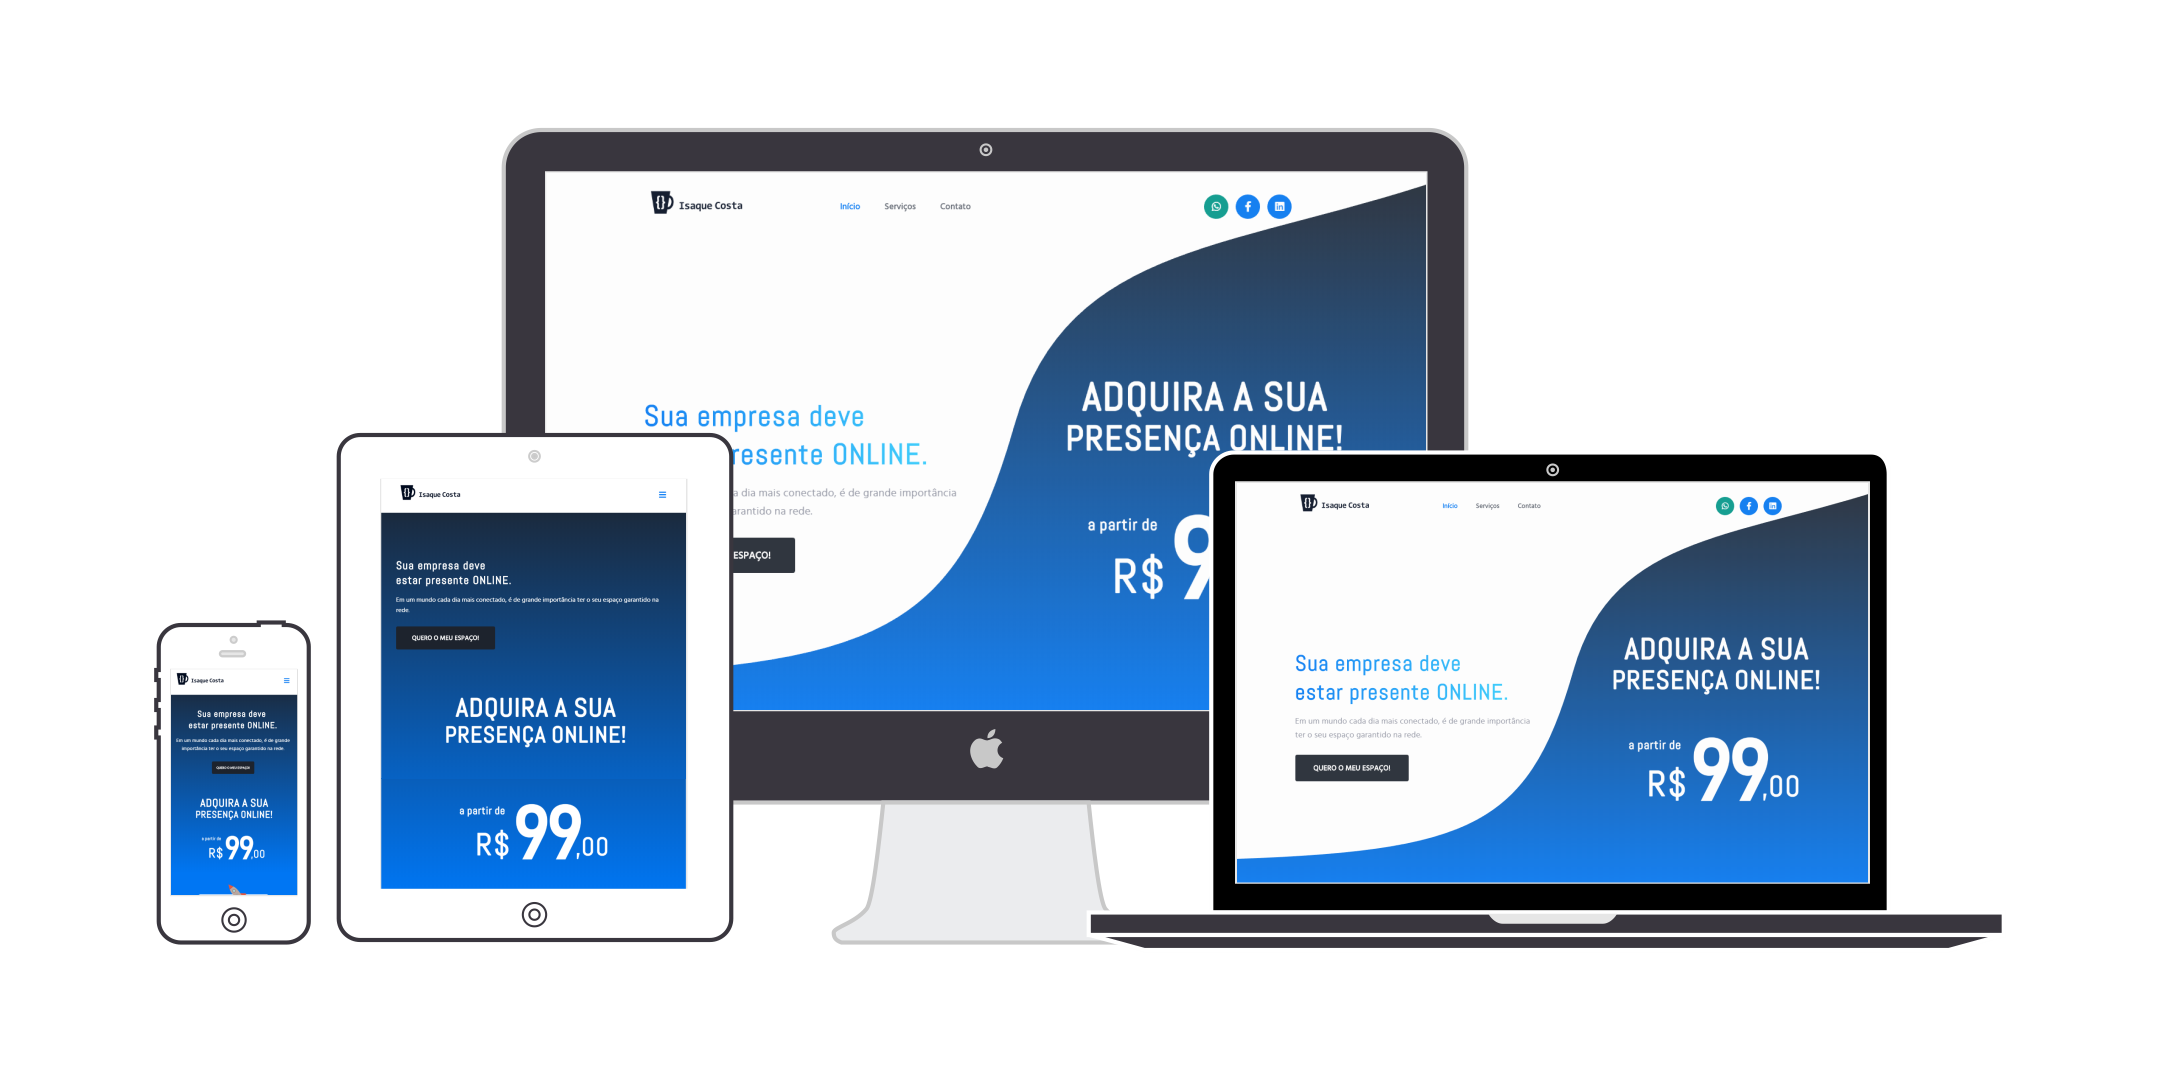 Isaque Costa
Início Serviços Contato
Sua empresa deve
resente ONLINE.
a dia mais conectado, é de grande importância
arantido na rede.
ESPAÇO!
ADQUIRA A SUA
PRESENÇA ONLINE!
a partir de
R$ 9
Isaque Costa
Sua empresa deve
estar presente ONLINE.
Em um mundo cada dia mais conectado, é de grande importância ter o seu espaço garantido na
rede.
QUERO O MEU ESPAÇO!
ADQUIRA A SUA
PRESENÇA ONLINE!
a partir de
R$ 99,00
Isaque Costa
Sua empresa deve
estar presente ONLINE.
Em um mundo cada dia mais conectado, é de grande
importância ter o seu espaço garantido na rede.
QUERO O MEU ESPAÇO!
ADQUIRA A SUA
PRESENÇA ONLINE!
a partir de
R$ 99,00
Isaque Costa
Início Serviços Contato
Sua empresa deve
estar presente ONLINE.
Em um mundo cada dia mais conectado, é de grande importância
ter o seu espaço garantido na rede.
QUERO O MEU ESPAÇO!
ADQUIRA A SUA
PRESENÇA ONLINE!
a partir de
R$ 99,00